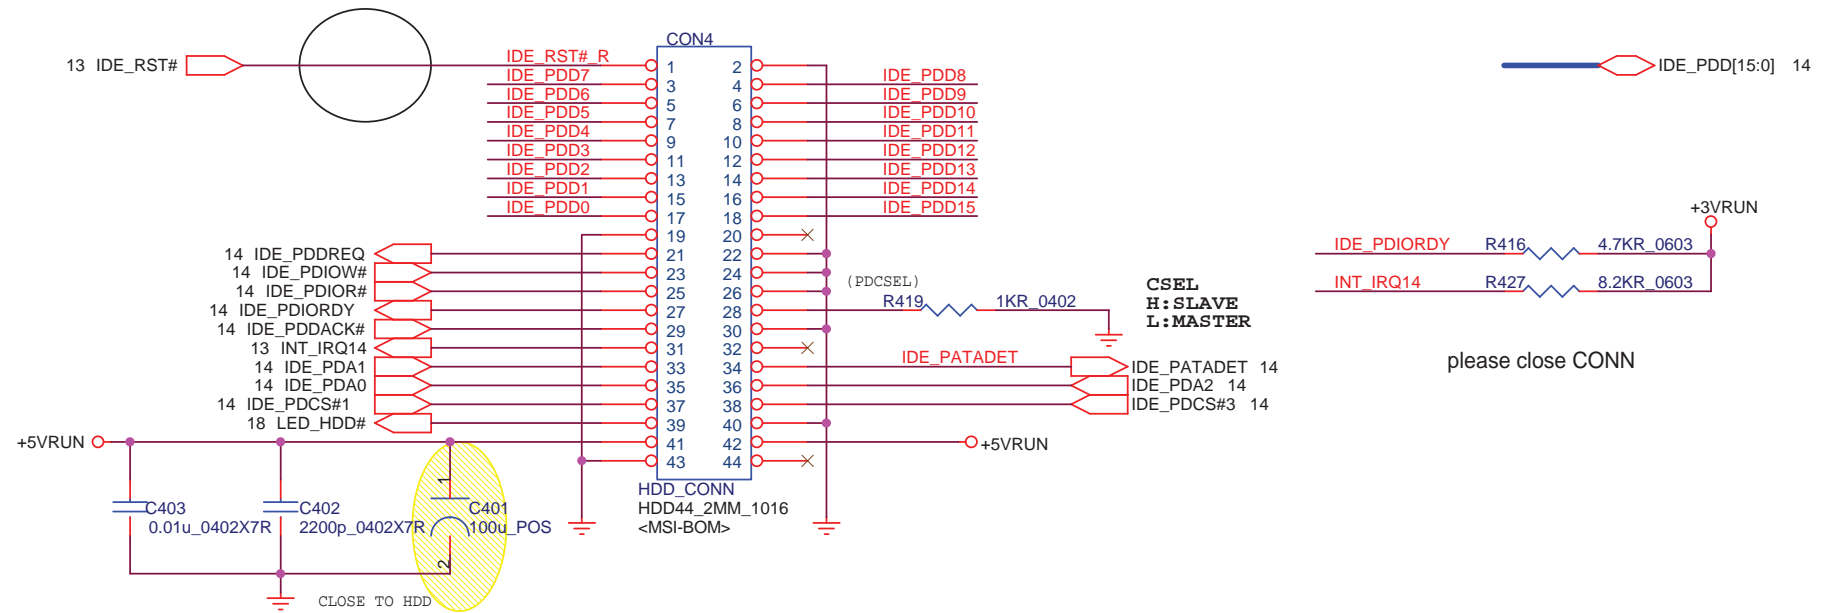 13 IDE_RST#
IDE_RST#_R
CON4
IDE_PDD[15:0] 14
1 2
IDE_PDD7 3 4 IDE_PDD8
IDE_PDD6 5 6 IDE_PDD9
IDE_PDD5 7 8 IDE_PDD10
IDE_PDD4 9 10 IDE_PDD11
IDE_PDD3 11 12 IDE_PDD12
IDE_PDD2 13 14 IDE_PDD13
IDE_PDD1 15 16 IDE_PDD14
IDE_PDD0 17 18 IDE_PDD15
19 20
14 IDE_PDDREQ 21 22
14 IDE_PDIOW# 23 24
14 IDE_PDIOR# 25 26
14 IDE_PDIORDY 27 28
14 IDE_PDDACK# 29 30
13 INT_IRQ14 31 32
14 IDE_PDA1 33 34 IDE_PATADET IDE_PATADET 14
14 IDE_PDA0 35 36 IDE_PDA2 14
14 IDE_PDCS#1 37 38 IDE_PDCS#3 14
18 LED_HDD# 39 40
+5VRUN 41 42 +5VRUN
43 44
(PDCSEL)
R419 1KR_0402
CSEL
H:SLAVE
L:MASTER
+3VRUN
IDE_PDIORDY R416 4.7KR_0603
INT_IRQ14 R427 8.2KR_0603
please close CONN
HDD_CONN
HDD44_2MM_1016
<MSI-BOM>
C403
0.01u_0402X7R
C402
2200p_0402X7R
1
C401
100u_POS
2
CLOSE TO HDD